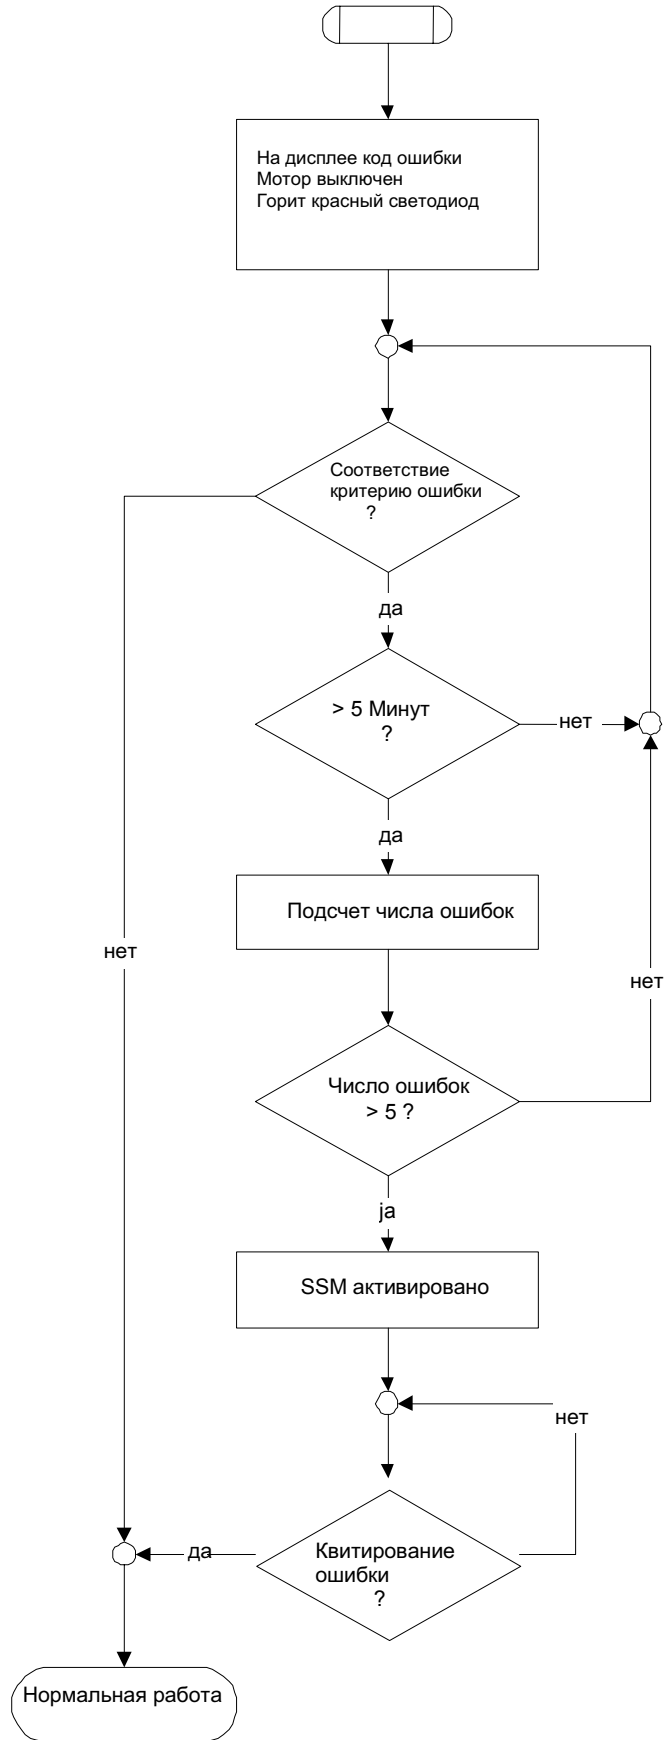 На дисплее код ошибки
Мотор выключен
Горит красный светодиод
Соответствие
критерию ошибки
?
да
> 5 Минут
?
нет
да
Подсчет числа ошибок
нет
нет
Число ошибок
> 5 ?
ja
SSM активировано
нет
Квитирование
ошибки
?
да
Нормальная работа